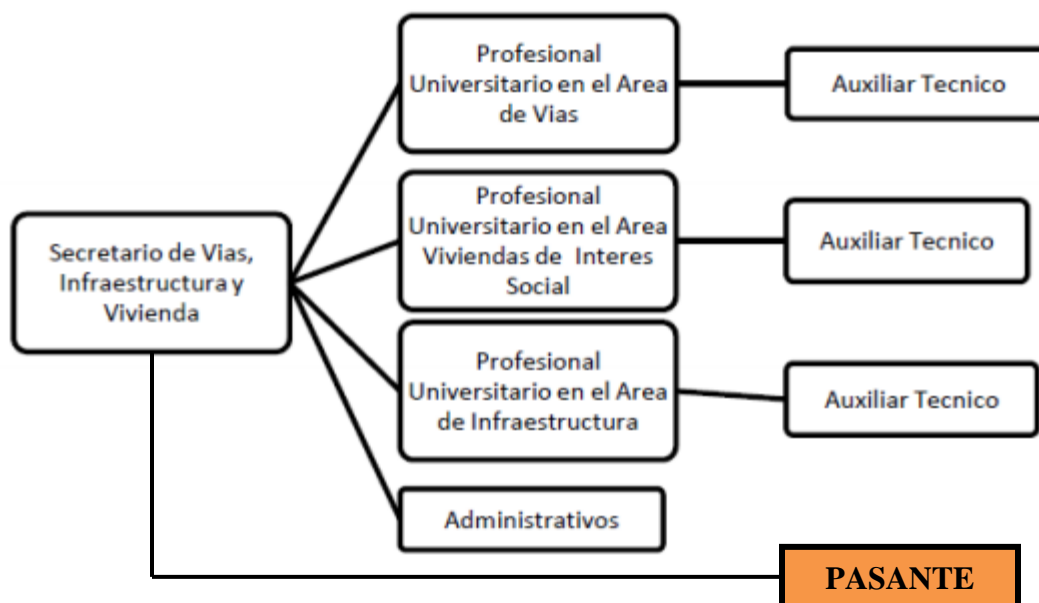 Profesional
Universitario en el Area
de Vias
Auxiliar Tecnico
Secretario de Vias,
Infraestructura y
Vivienda
Profesional
Universitario en el Area
Viviendas de Interes
Social
Auxiliar Tecnico
Profesional
Universitario en el Area
de Infraestructura
Auxiliar Tecnico
Administrativos
PASANTE